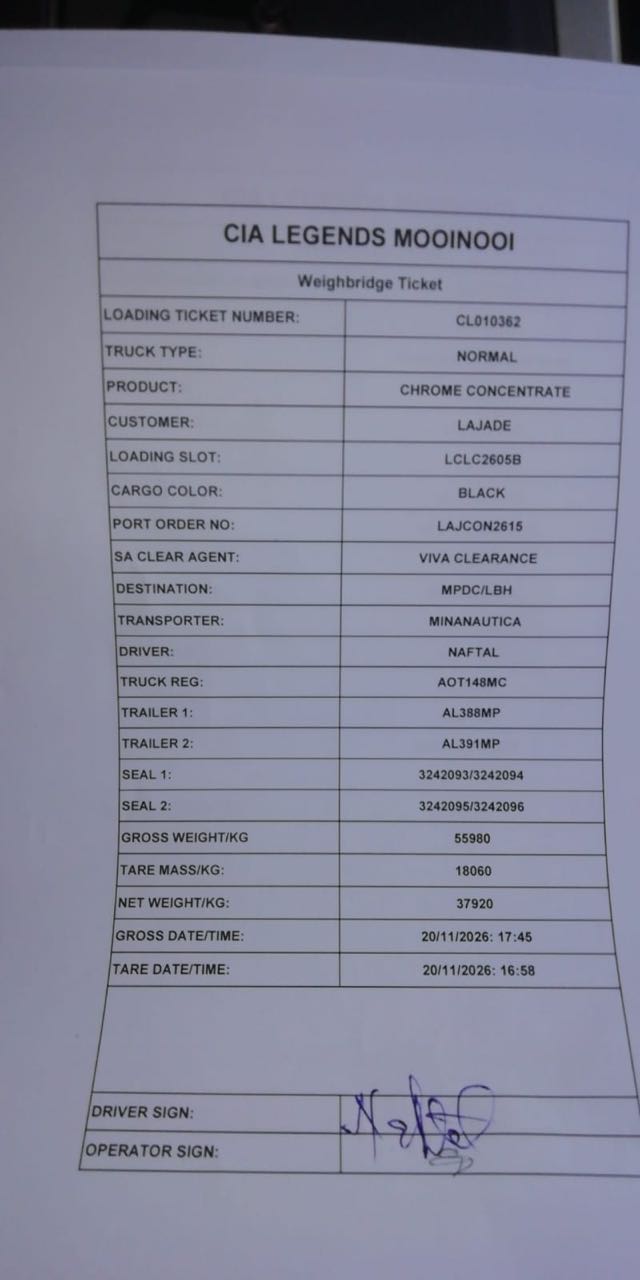 CIA LEGENDS MOOINOOI
Weighbridge Ticket
LOADING TICKET NUMBER: CL010362
TRUCK TYPE: NORMAL
PRODUCT: CHROME CONCENTRATE
CUSTOMER: LAJADE
LOADING SLOT: LCLC2605B
CARGO COLOR: BLACK
PORT ORDER NO: LAJCON2615
SA CLEAR AGENT: VIVA CLEARANCE
DESTINATION: MPDC/LBH
TRANSPORTER: MINANAUTICA
DRIVER: NAFTAL
TRUCK REG: AOT148MC
TRAILER 1: AL388MP
TRAILER 2: AL391MP
SEAL 1: 3242093/3242094
SEAL 2: 3242095/3242096
GROSS WEIGHT/KG 55980
TARE MASS/KG: 18060
NET WEIGHT/KG: 37920
GROSS DATE/TIME: 20/11/2026: 17:45
TARE DATE/TIME: 20/11/2026: 16:58
DRIVER SIGN:
OPERATOR SIGN: